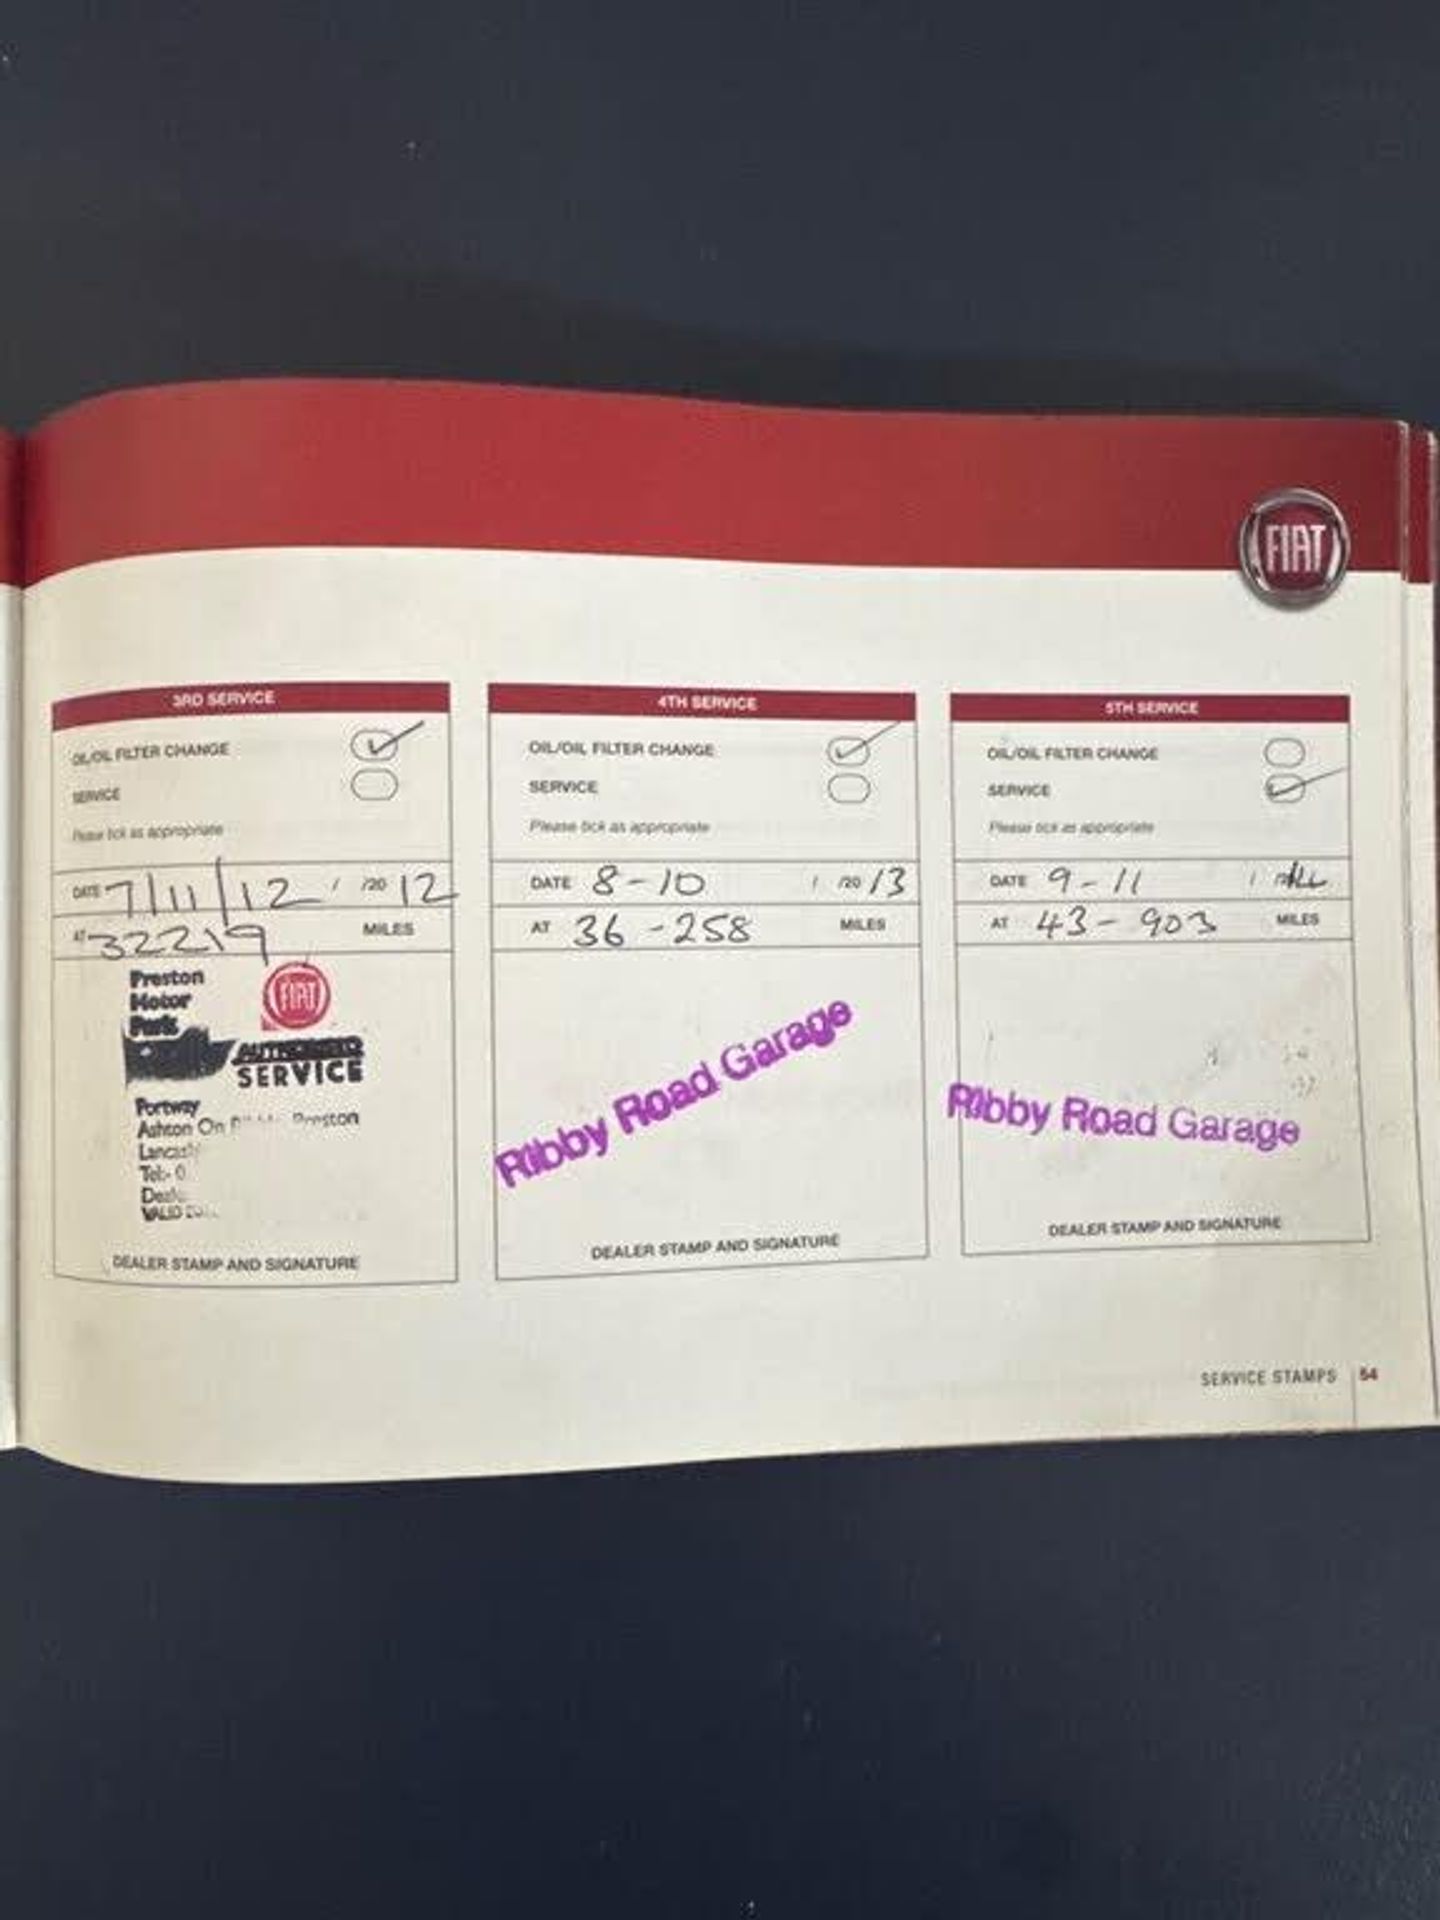 FIAT
3RD SERVICE
OIL/OIL FILTER CHANGE
SERVICE
Please tick as appropriate
DATE 7/11/12 / /20 12
AT 32219 MILES
Preston
Motor
Park
FIAT
AUTHORISED
SERVICE
Portway
Ashton On Preston
Tel:- 0
DEALER STAMP AND SIGNATURE
4TH SERVICE
OIL/OIL FILTER CHANGE
SERVICE
Please tick as appropriate
DATE 8-10 / /20 13
AT 36-258 MILES
Ribby Road Garage
DEALER STAMP AND SIGNATURE
5TH SERVICE
OIL/OIL FILTER CHANGE
SERVICE
Please tick as appropriate
DATE 9-11 /
AT 43-903 MILES
Ribby Road Garage
DEALER STAMP AND SIGNATURE
SERVICE STAMPS 54